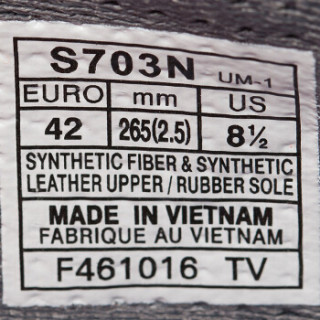 S703N UM-1
EURO mm US
42 265(2.5) 8½
SYNTHETIC FIBER & SYNTHETIC
LEATHER UPPER / RUBBER SOLE
MADE IN VIETNAM
FABRIQUE AU VIETNAM
F461016 TV